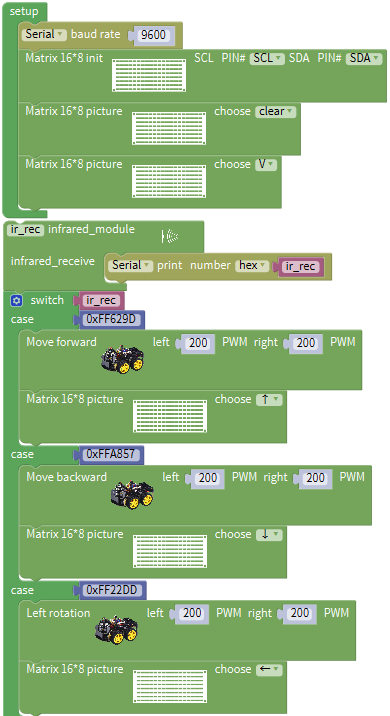 setup
Serial baud rate 9600
Matrix 16*8 init SCL PIN# SCL SDA PIN# SDA
Matrix 16*8 picture choose clear
Matrix 16*8 picture choose V
ir_rec infrared_module
infrared_receive Serial print number hex ir_rec
switch ir_rec
case 0xFF629D
Move forward left 200 PWM right 200 PWM
Matrix 16*8 picture choose ↑
case 0xFFA857
Move backward left 200 PWM right 200 PWM
Matrix 16*8 picture choose ↓
case 0xFF22DD
Left rotation left 200 PWM right 200 PWM
Matrix 16*8 picture choose ←